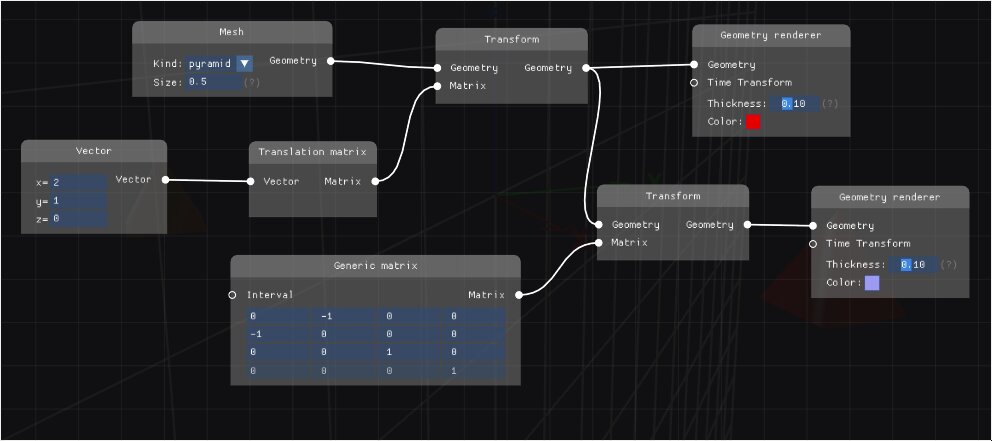 Mesh
Kind: pyramid
Geometry
Size: 0.5 (?)
Transform
Geometry Geometry
Matrix
Geometry renderer
Geometry
Time Transform
Thickness: 0.10 (?)
Color:
Vector
x= 2 Vector
y= 1
z= 0
Translation matrix
Vector Matrix
Transform
Geometry Geometry
Matrix
Geometry renderer
Geometry
Time Transform
Thickness: 0.10 (?)
Color:
Generic matrix
Interval Matrix
0 -1 0 0
-1 0 0 0
0 0 1 0
0 0 0 1